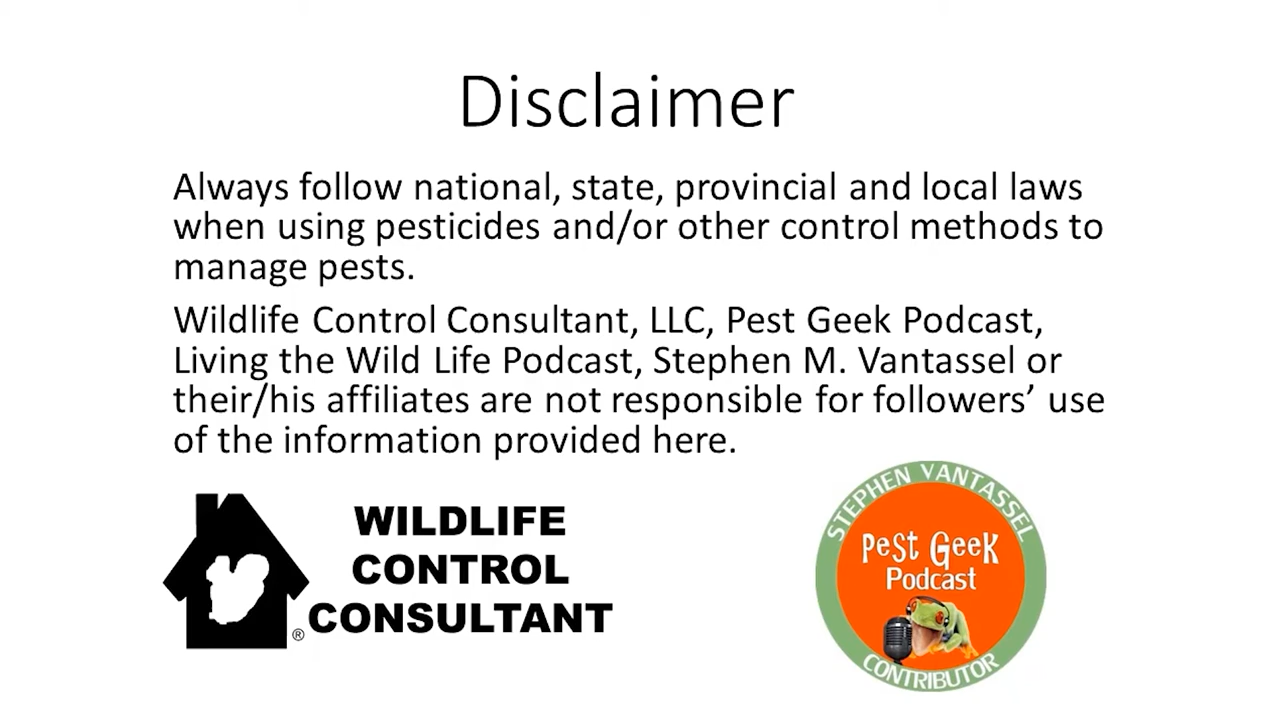 Disclaimer
Always follow national, state, provincial and local laws
when using pesticides and/or other control methods to
manage pests.
Wildlife Control Consultant, LLC, Pest Geek Podcast,
Living the Wild Life Podcast, Stephen M. Vantassel or
their/his affiliates are not responsible for followers’ use
of the information provided here.
WILDLIFE
CONTROL
CONSULTANT
®
STEPHEN VANTASSEL
PeST GeeK
Podcast
CONTRIBUTOR